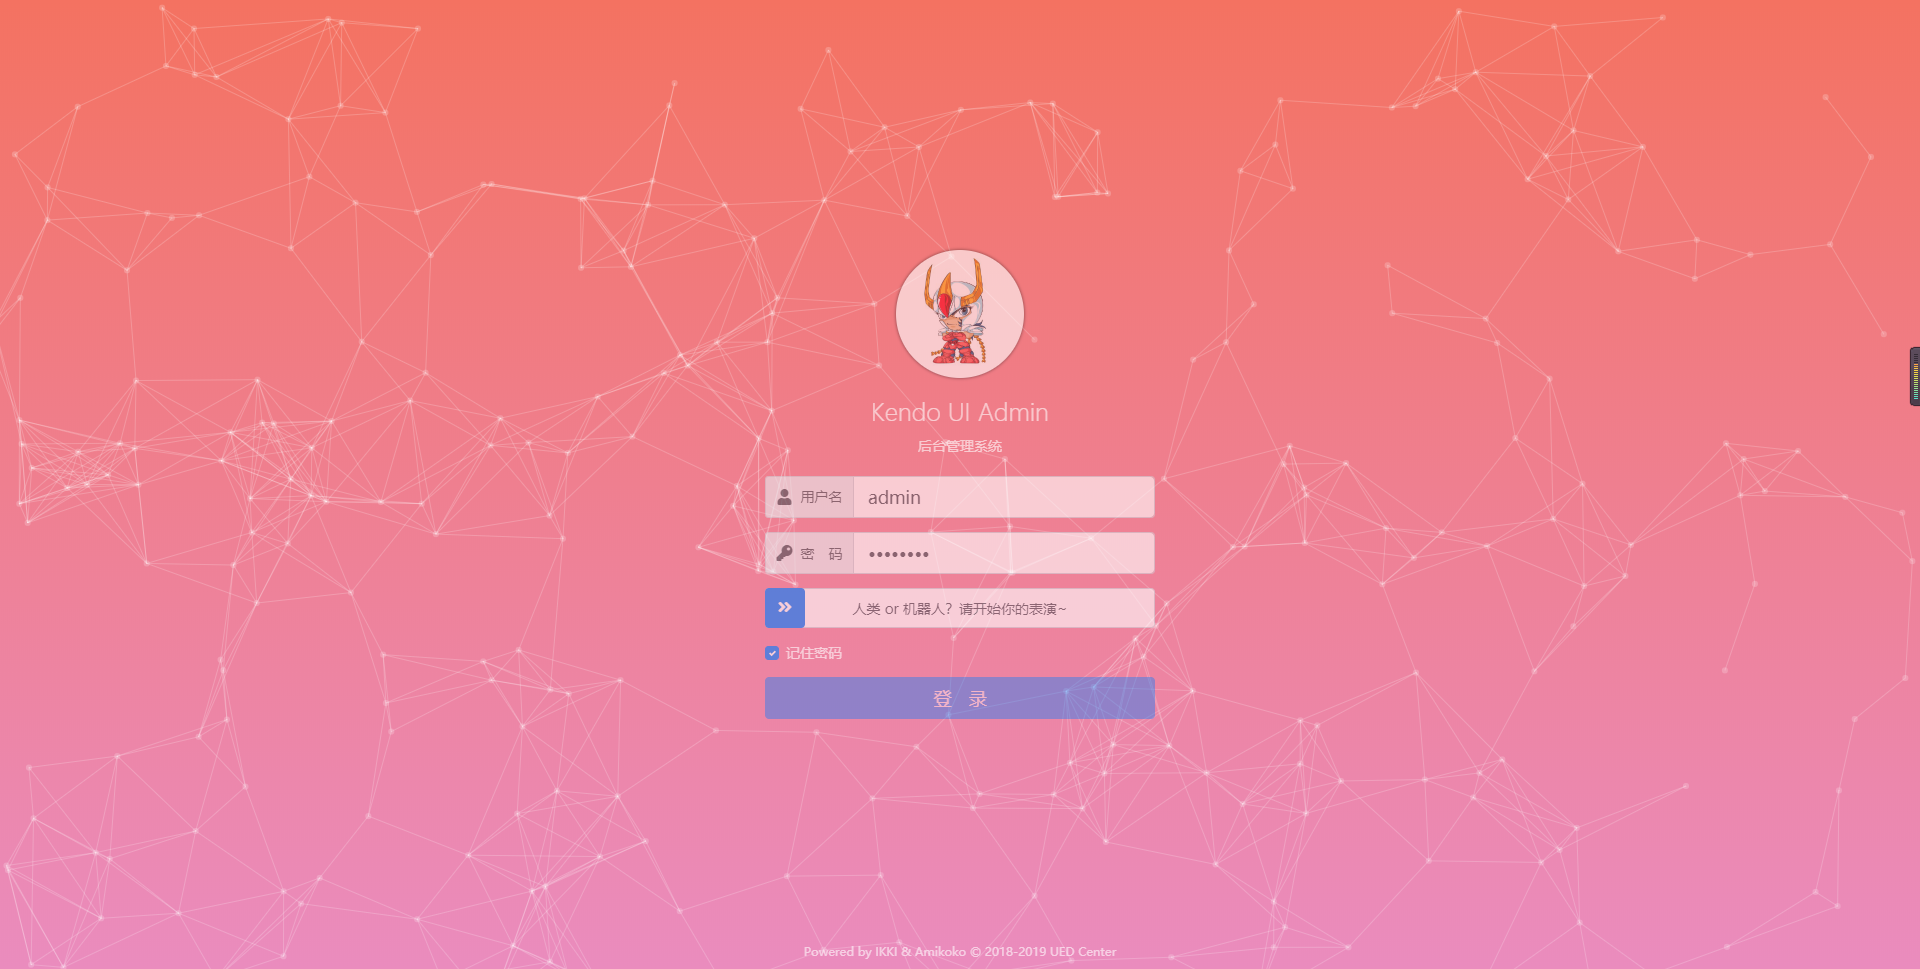 Kendo UI Admin
后台管理系统
用户名 admin
密 码 ••••••••
人类 or 机器人？请开始你的表演~
记住密码
登 录
Powered by IKKI & Amikoko © 2018-2019 UED Center